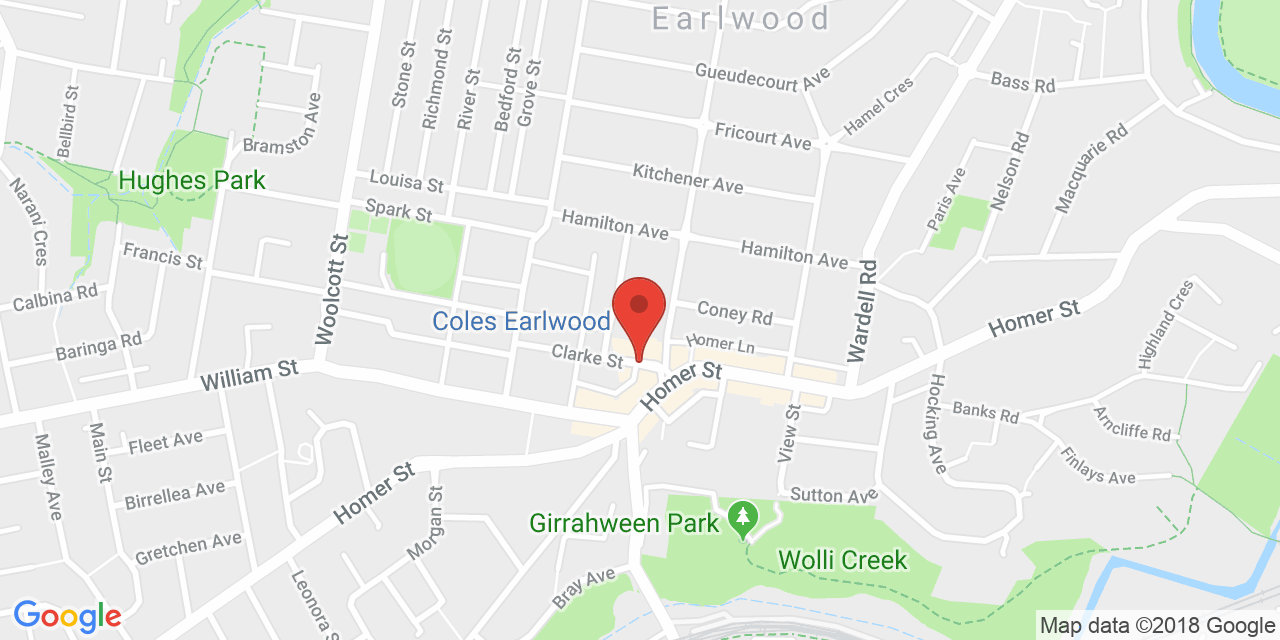 Earlwood
Gueudecourt Ave
Bass Rd
Hamel Cres
Fricourt Ave
Stone St
Richmond St
River St
Bedford St
Grove St
Bellbird St
Bramston Ave
Macquarie Rd
Nelson Rd
Paris Ave
Kitchener Ave
Louisa St
Hughes Park
Spark St
Narani Cres
Hamilton Ave
Hamilton Ave
Francis St
Woolcott St
Calbina Rd
Wardell Rd
Homer St
Highland Cres
Coney Rd
Coles Earlwood
Baringa Rd
Homer Ln
Clarke St
William St
Homer St
Hocking Ave
Banks Rd
Arncliffe Rd
View St
Fleet Ave
Main St
Malley Ave
Finlays Ave
Birrellea Ave
Homer St
Morgan St
Sutton Ave
Girrahween Park
Gretchen Ave
Wolli Creek
Bray Ave
Leonora S
Google
Map data ©2018 Google